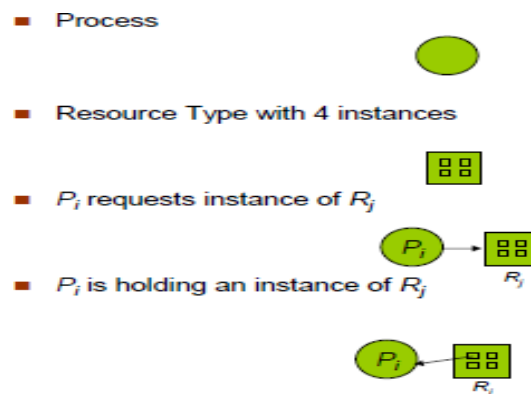 Process
Resource Type with 4 instances
Pi requests instance of Rj
Pi
Rj
Pi is holding an instance of Rj
Pi